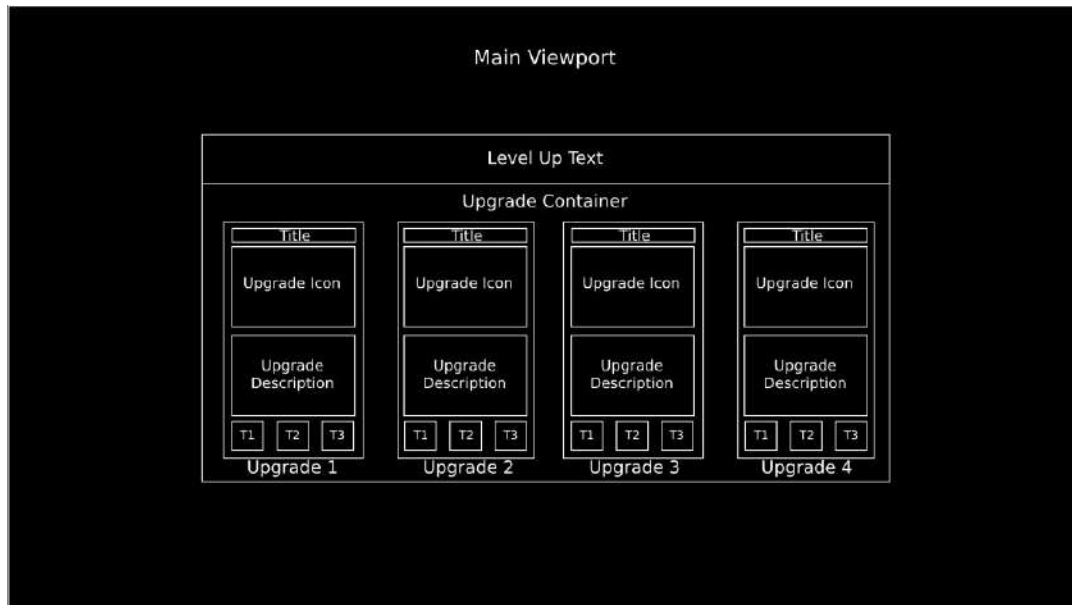 Main Viewport
Level Up Text
Upgrade Container
Title
Upgrade Icon
Upgrade
Description
T1 T2 T3
Upgrade 1
Title
Upgrade Icon
Upgrade
Description
T1 T2 T3
Upgrade 2
Title
Upgrade Icon
Upgrade
Description
T1 T2 T3
Upgrade 3
Title
Upgrade Icon
Upgrade
Description
T1 T2 T3
Upgrade 4